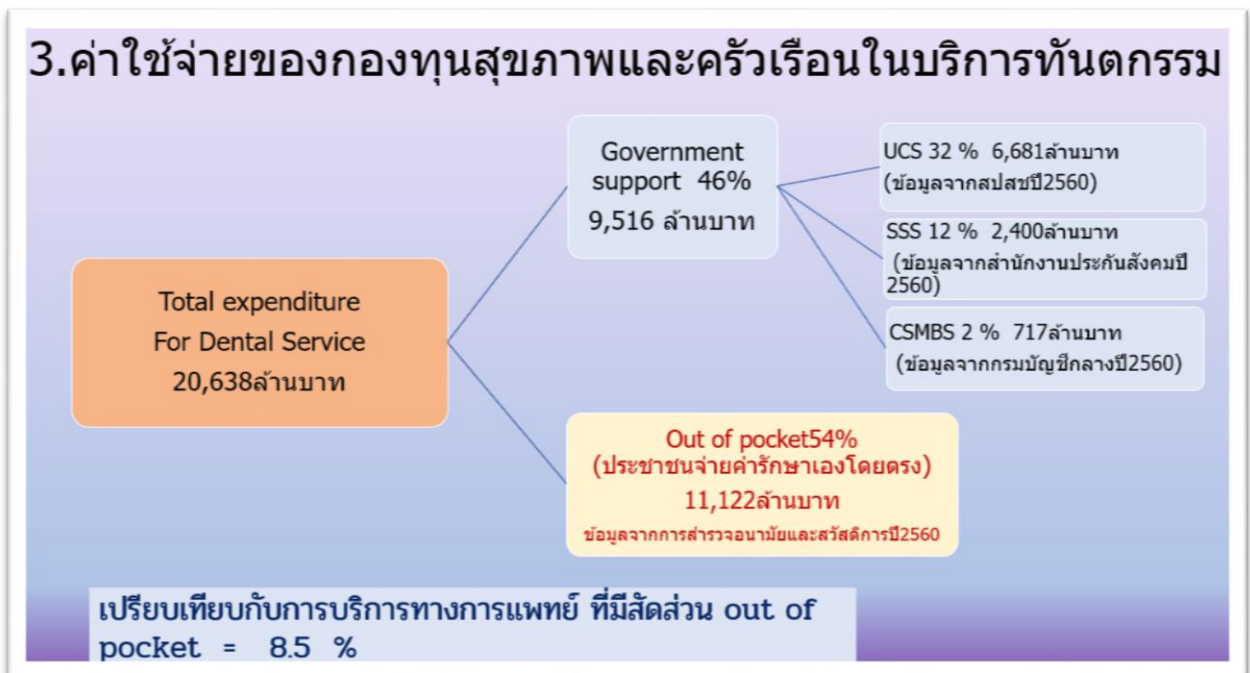 3.ค่าใช้จ่ายของกองทุนสุขภาพและครัวเรือนในบริการทันตกรรม
Total expenditure
For Dental Service
20,638ล้านบาท
Government
support 46%
9,516 ล้านบาท
UCS 32 % 6,681ล้านบาท
(ข้อมูลจากสปสชปี2560)
SSS 12 % 2,400ล้านบาท
(ข้อมูลจากสำนักงานประกันสังคมปี
2560)
CSMBS 2 % 717ล้านบาท
(ข้อมูลจากกรมบัญชีกลางปี2560)
Out of pocket54%
(ประชาชนจ่ายค่ารักษาเองโดยตรง)
11,122ล้านบาท
ข้อมูลจากการสำรวจอนามัยและสวัสดิการปี2560
เปรียบเทียบกับการบริการทางการแพทย์ ที่มีสัดส่วน out of
pocket = 8.5 %